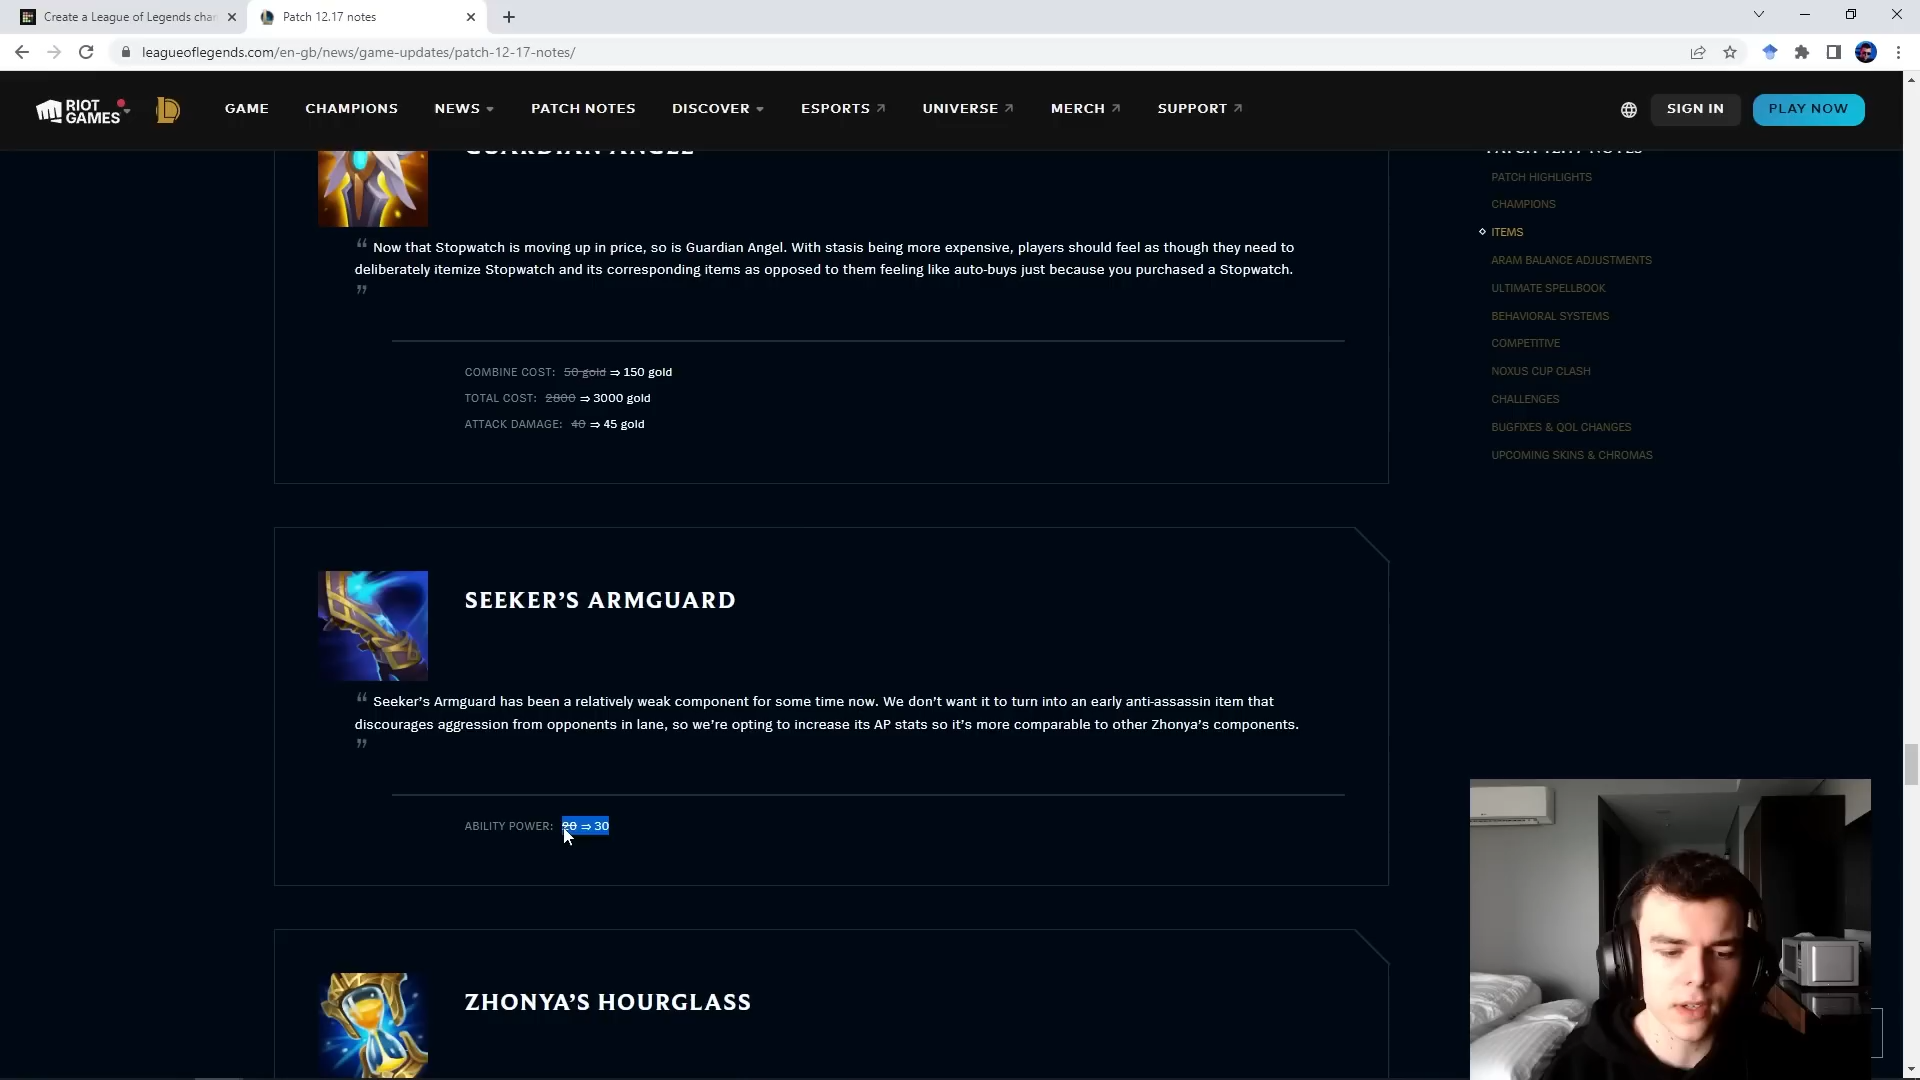 Create a League of Legends char
Patch 12.17 notes
leagueoflegends.com/en-gb/news/game-updates/patch-12-17-notes/
RIOT GAMES
GAME
CHAMPIONS
NEWS
PATCH NOTES
DISCOVER
ESPORTS
UNIVERSE
MERCH
SUPPORT
SIGN IN
PLAY NOW
GUARDIAN ANGEL
PATCH 12.17 NOTES
PATCH HIGHLIGHTS
CHAMPIONS
ITEMS
ARAM BALANCE ADJUSTMENTS
ULTIMATE SPELLBOOK
BEHAVIORAL SYSTEMS
COMPETITIVE
NOXUS CUP CLASH
CHALLENGES
BUGFIXES & QOL CHANGES
UPCOMING SKINS & CHROMAS
“ Now that Stopwatch is moving up in price, so is Guardian Angel. With stasis being more expensive, players should feel as though they need to
deliberately itemize Stopwatch and its corresponding items as opposed to them feeling like auto-buys just because you purchased a Stopwatch.
”
COMBINE COST: 50 gold ⇒ 150 gold
TOTAL COST: 2800 ⇒ 3000 gold
ATTACK DAMAGE: 40 ⇒ 45 gold
SEEKER’S ARMGUARD
“ Seeker’s Armguard has been a relatively weak component for some time now. We don’t want it to turn into an early anti-assassin item that
discourages aggression from opponents in lane, so we’re opting to increase its AP stats so it’s more comparable to other Zhonya’s components.
”
ABILITY POWER: 20 ⇒ 30
ZHONYA’S HOURGLASS